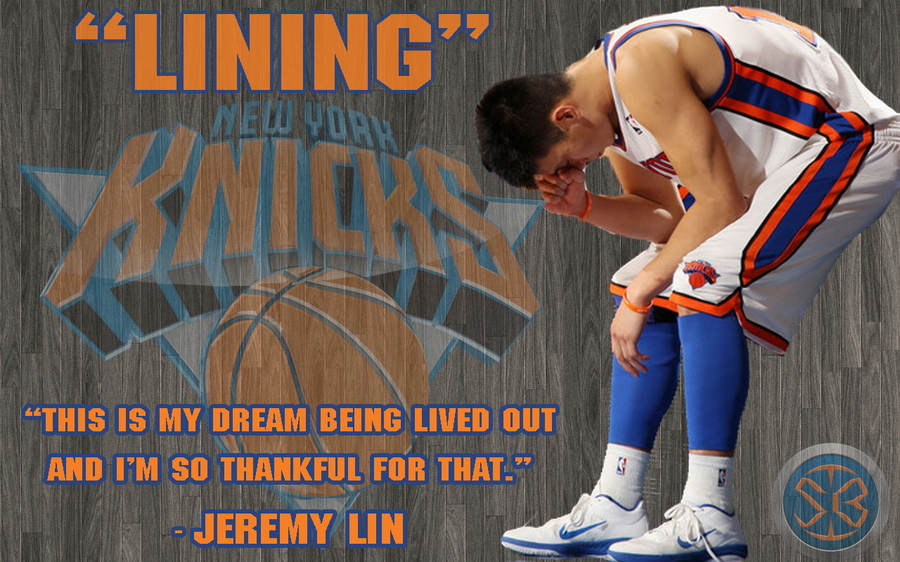 “LINING”
NEW YORK
KNICKS
“THIS IS MY DREAM BEING LIVED OUT
AND I'M SO THANKFUL FOR THAT.”
- JEREMY LIN